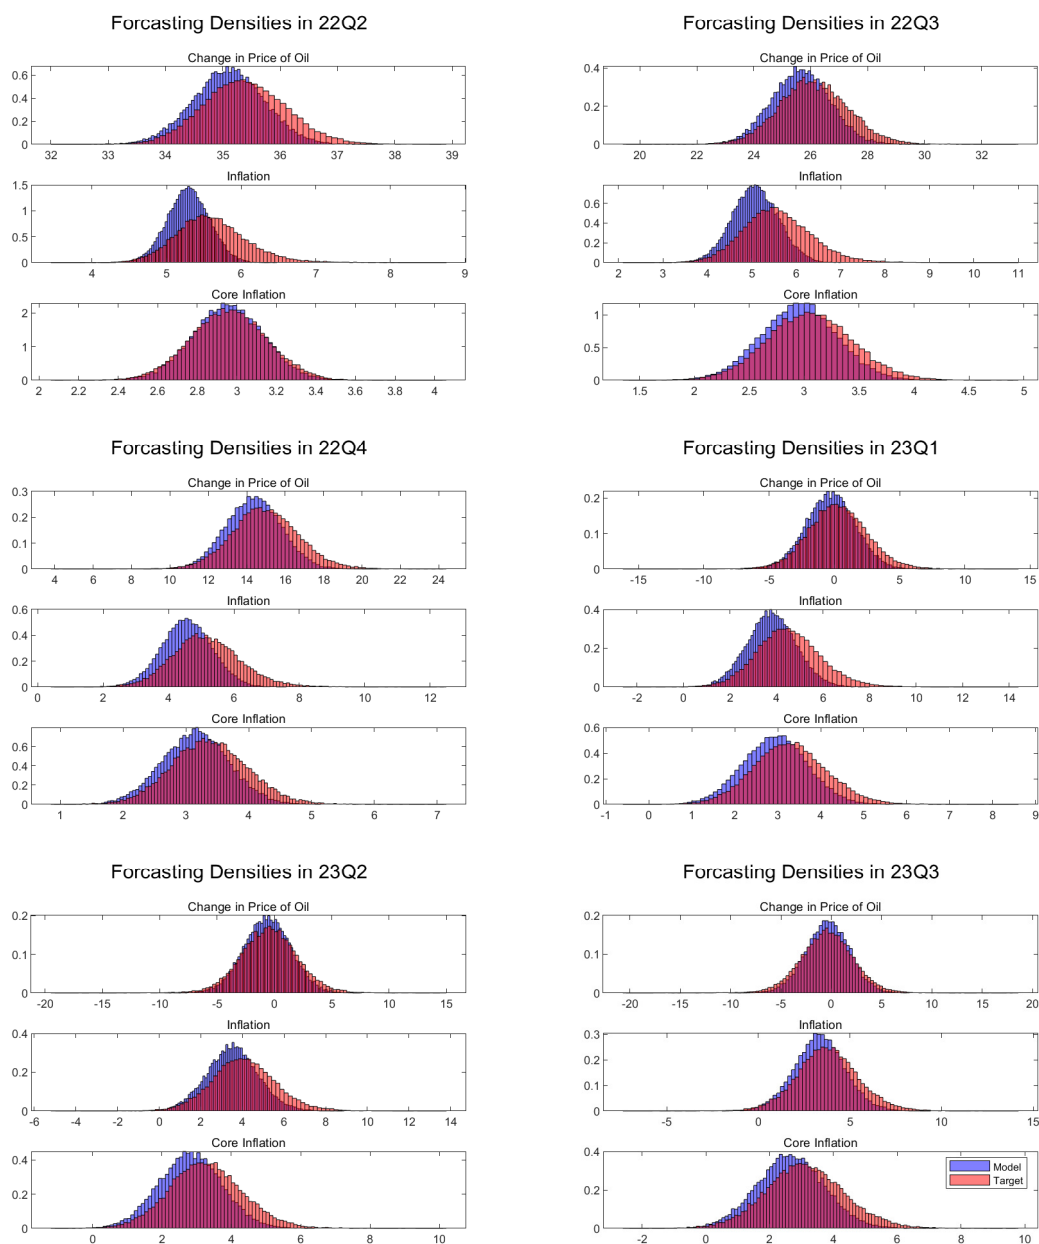 Forcasting Densities in 22Q2
Change in Price of Oil
0.6
0.4
0.2
0
32 33 34 35 36 37 38 39
Inflation
1.5
1
0.5
0
4 5 6 7 8 9
Core Inflation
2
1
0
2 2.2 2.4 2.6 2.8 3 3.2 3.4 3.6 3.8 4
Forcasting Densities in 22Q3
Change in Price of Oil
0.4
0.2
0
20 22 24 26 28 30 32
Inflation
0.6
0.4
0.2
0
2 3 4 5 6 7 8 9 10 11
Core Inflation
1
0.5
0
1.5 2 2.5 3 3.5 4 4.5 5
Forcasting Densities in 22Q4
Change in Price of Oil
0.3
0.2
0.1
0
4 6 8 10 12 14 16 18 20 22 24
Inflation
0.6
0.4
0.2
0
0 2 4 6 8 10 12
Core Inflation
0.6
0.4
0.2
0
1 2 3 4 5 6 7
Forcasting Densities in 23Q1
Change in Price of Oil
0.2
0.1
0
-15 -10 -5 0 5 10 15
Inflation
0.4
0.2
0
-2 0 2 4 6 8 10 12 14
Core Inflation
0.6
0.4
0.2
0
-1 0 1 2 3 4 5 6 7 8 9
Forcasting Densities in 23Q2
Change in Price of Oil
0.2
0.1
0
-20 -15 -10 -5 0 5 10 15
Inflation
0.4
0.2
0
-6 -4 -2 0 2 4 6 8 10 12 14
Core Inflation
0.4
0.2
0
0 2 4 6 8 10
Forcasting Densities in 23Q3
Change in Price of Oil
0.2
0.1
0
-20 -15 -10 -5 0 5 10 15 20
Inflation
0.3
0.2
0.1
0
-5 0 5 10 15
Core Inflation
0.4
0.2
0
-2 0 2 4 6 8 10
Model
Target